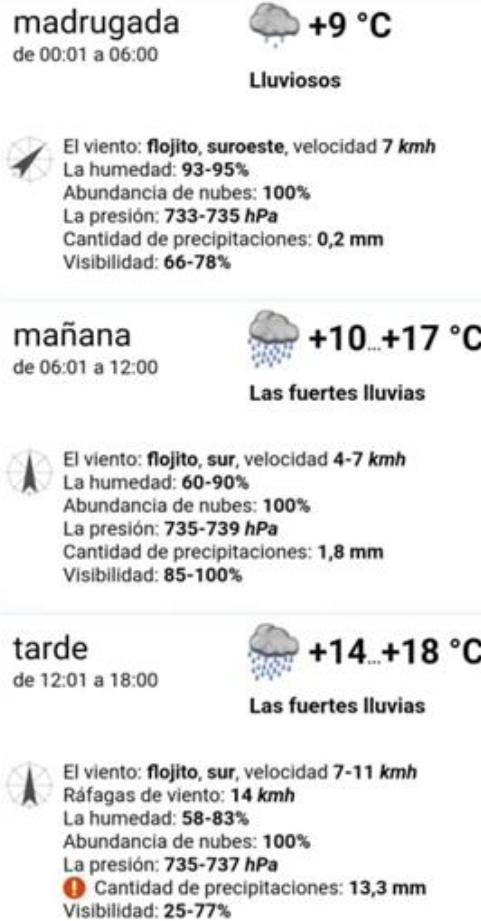 madrugada
+9 °C
de 00:01 a 06:00
Lluviosos
El viento: flojito, suroeste, velocidad 7 kmh
La humedad: 93-95%
Abundancia de nubes: 100%
La presión: 733-735 hPa
Cantidad de precipitaciones: 0,2 mm
Visibilidad: 66-78%
mañana
+10...+17 °C
de 06:01 a 12:00
Las fuertes lluvias
El viento: flojito, sur, velocidad 4-7 kmh
La humedad: 60-90%
Abundancia de nubes: 100%
La presión: 735-739 hPa
Cantidad de precipitaciones: 1,8 mm
Visibilidad: 85-100%
tarde
+14...+18 °C
de 12:01 a 18:00
Las fuertes lluvias
El viento: flojito, sur, velocidad 7-11 kmh
Ráfagas de viento: 14 kmh
La humedad: 58-83%
Abundancia de nubes: 100%
La presión: 735-737 hPa
Cantidad de precipitaciones: 13,3 mm
Visibilidad: 25-77%